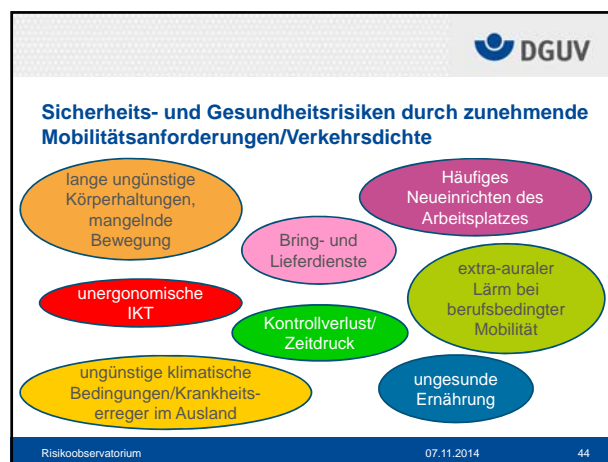 DGUV
Sicherheits- und Gesundheitsrisiken durch zunehmende
Mobilitätsanforderungen/Verkehrsdichte
lange ungünstige
Körperhaltungen,
mangelnde
Bewegung
Häufiges
Neueinrichten des
Arbeitsplatzes
Bring- und
Lieferdienste
unergonomische
IKT
extra-auraler
Lärm bei
berufsbedingter
Mobilität
Kontrollverlust/
Zeitdruck
ungünstige klimatische
Bedingungen/Krankheits-
erreger im Ausland
ungesunde
Ernährung
Risikoobservatorium
07.11.2014
44